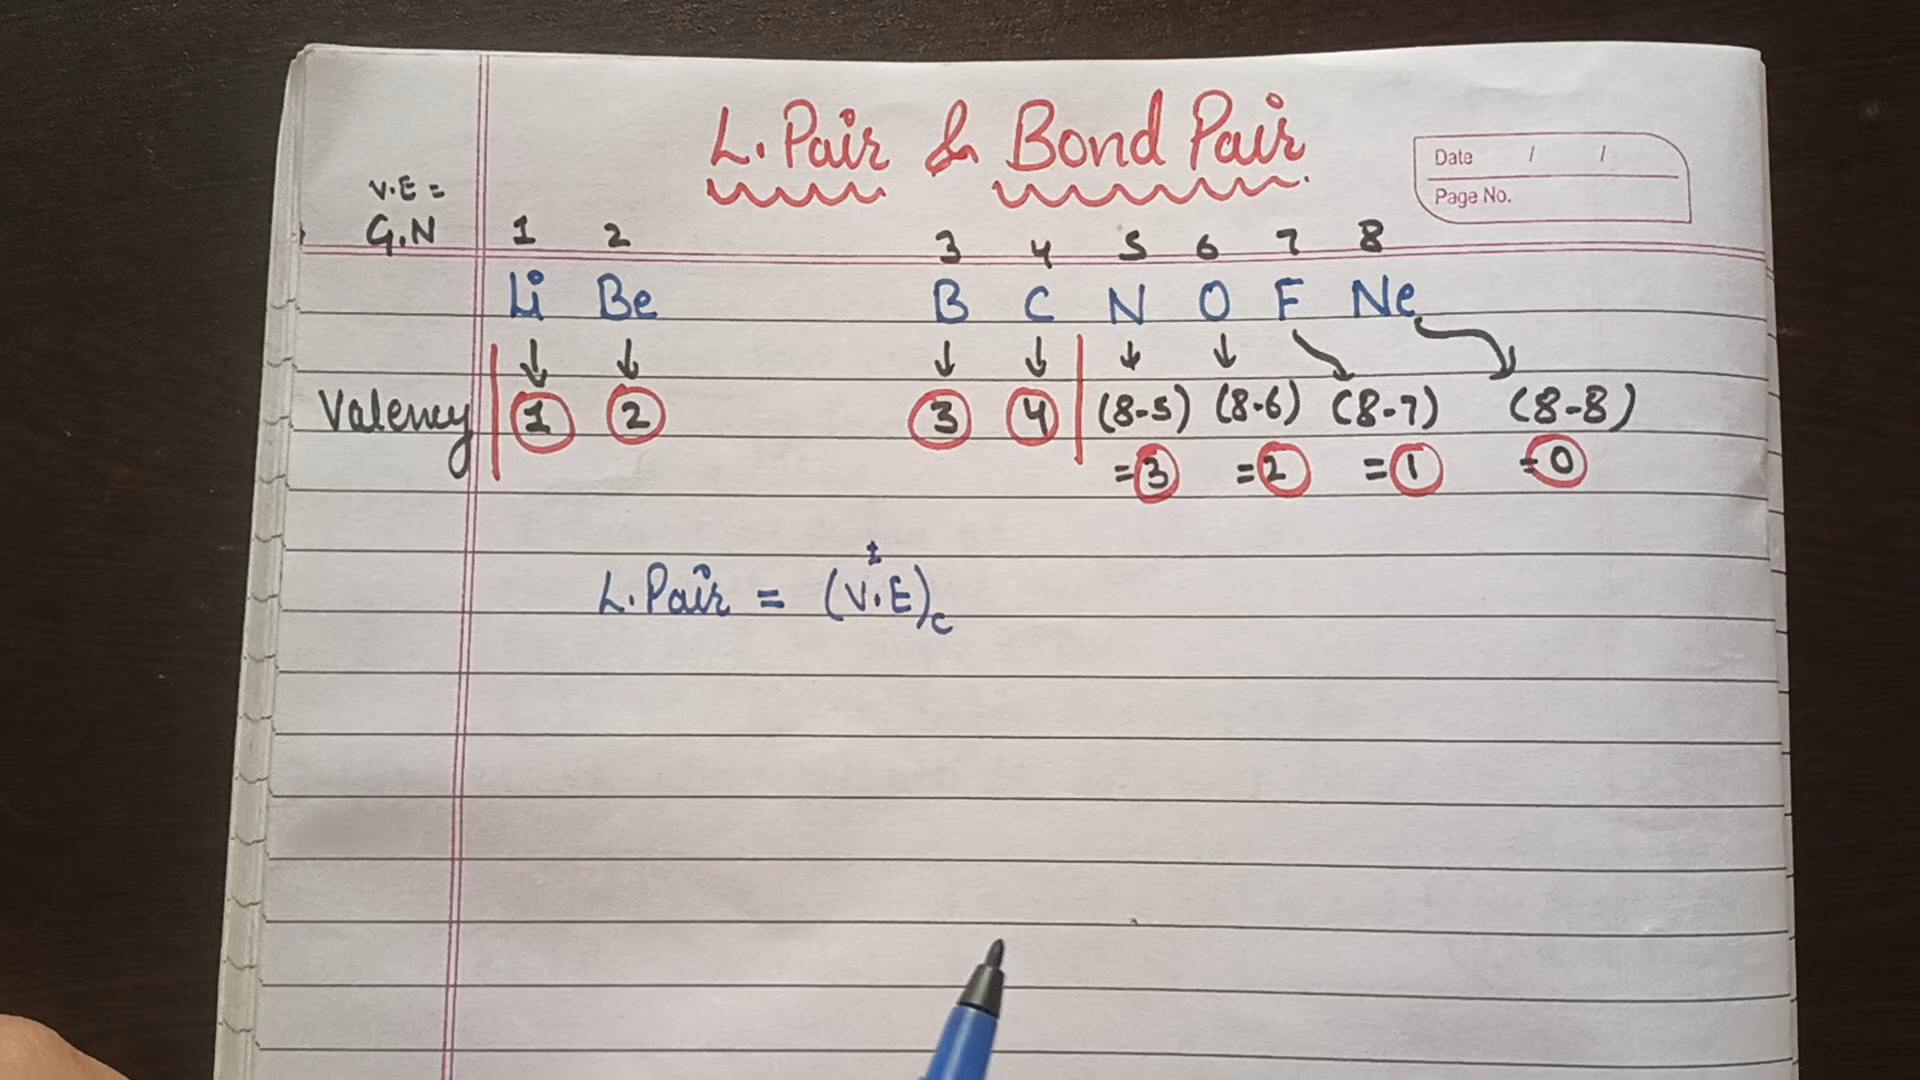 L.Pair & Bond Pair
Date / /
Page No.
V.E =
G.N 1 2 3 4 5 6 7 8
Li Be B C N O F Ne
Valency 1 2 3 4 (8-5) (8-6) (8-7) (8-8)
=3 =2 =1 =0
L.Pair = (V.E)c